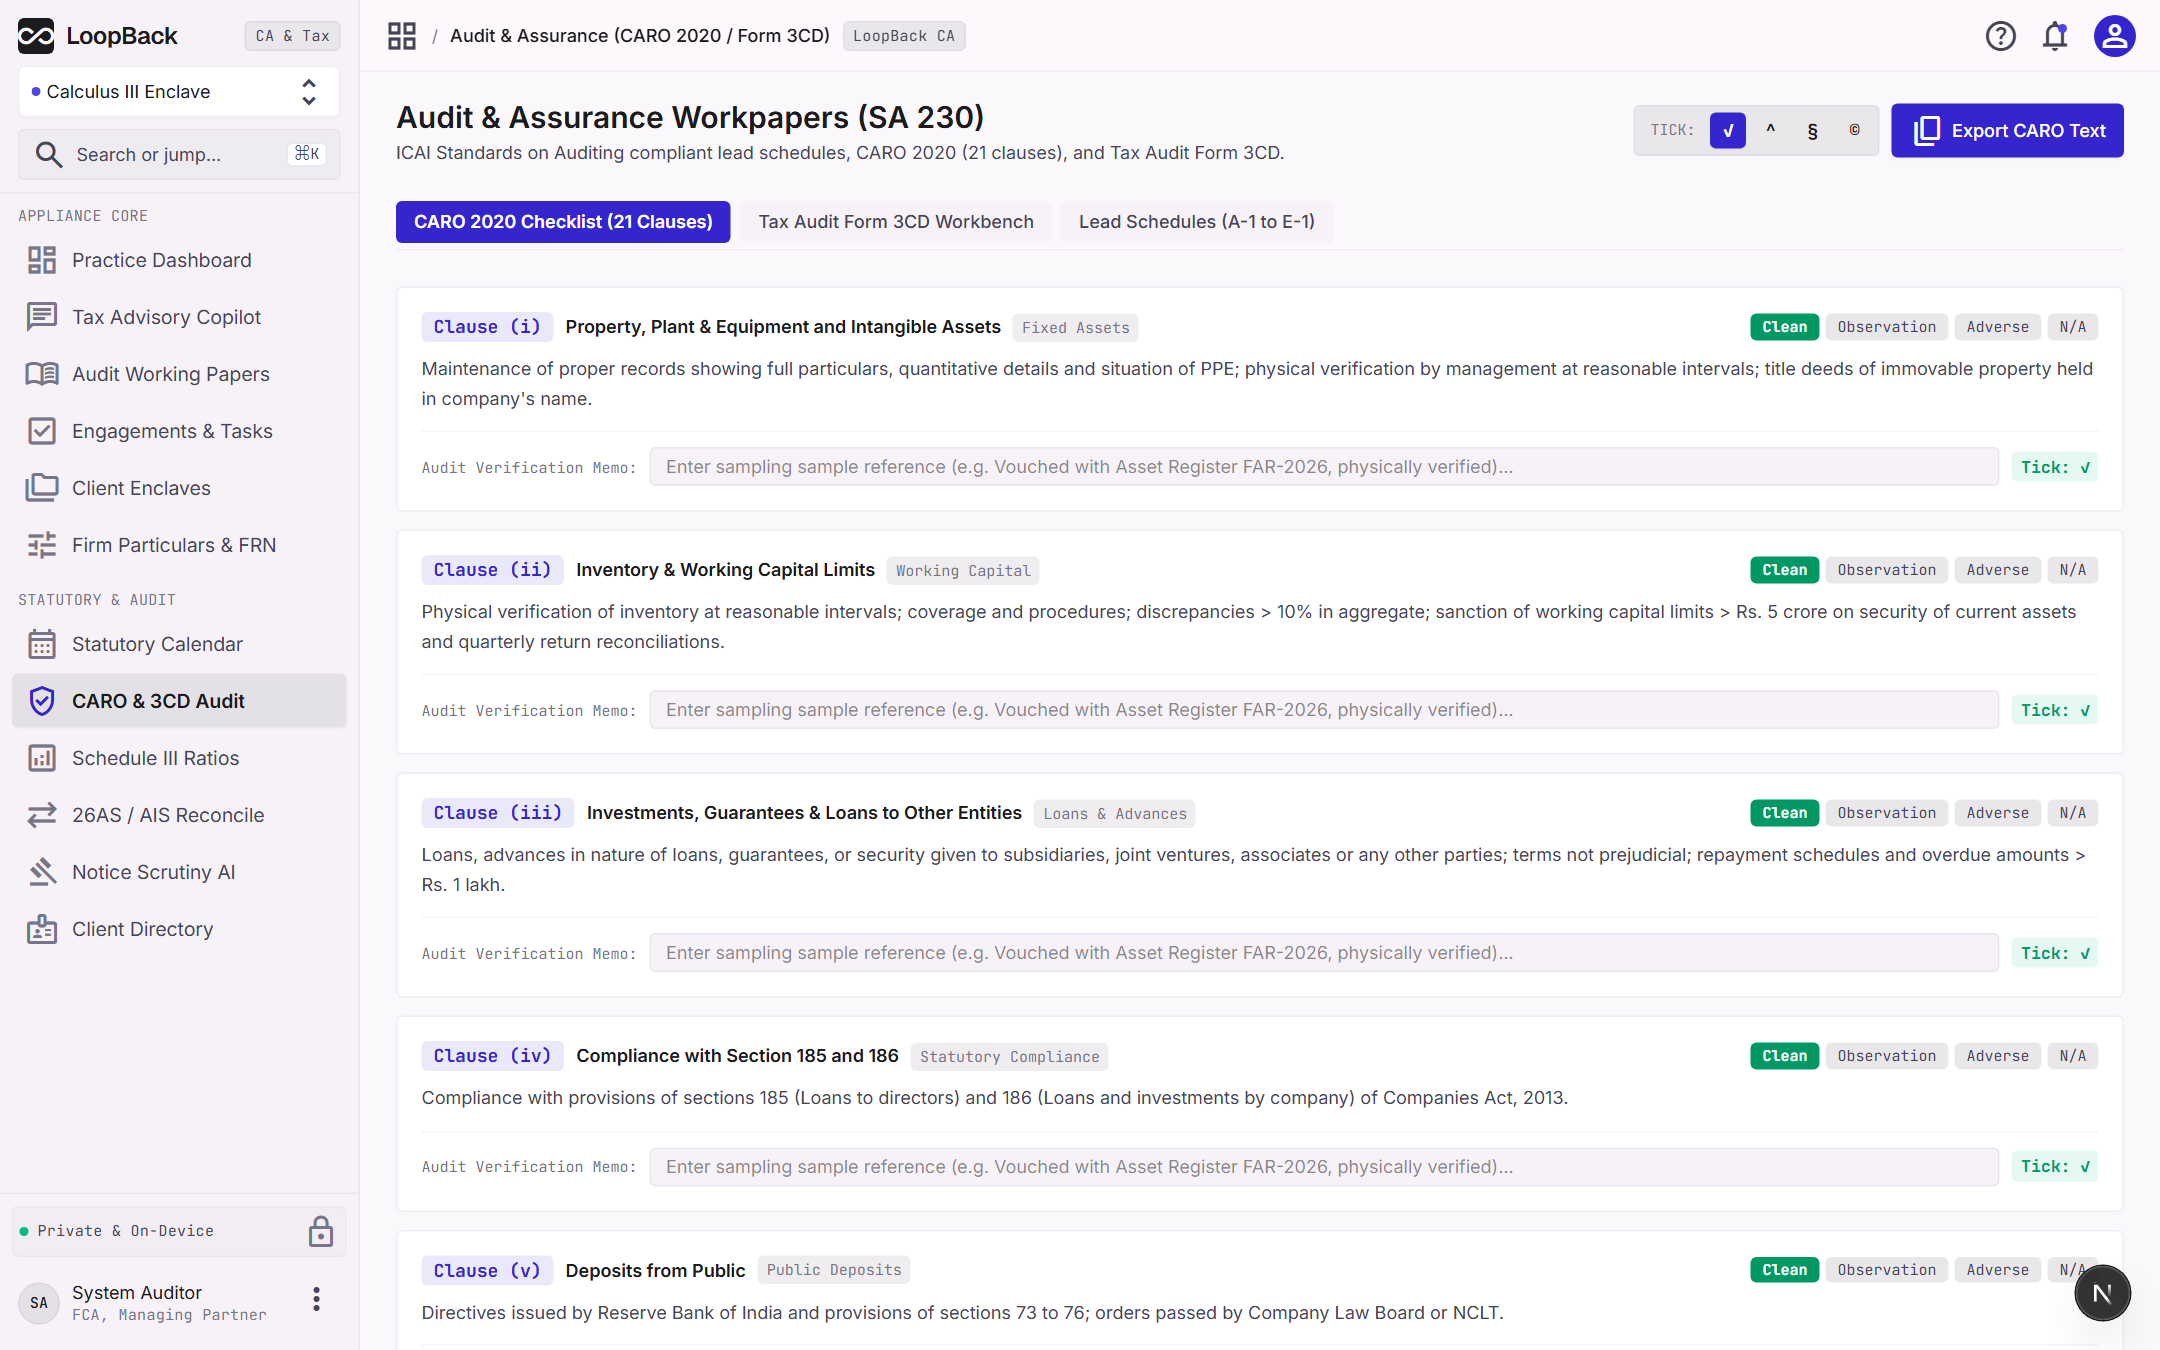 LoopBack
CA & Tax
Calculus III Enclave
Search or jump...
⌘K
APPLIANCE CORE
Practice Dashboard
Tax Advisory Copilot
Audit Working Papers
Engagements & Tasks
Client Enclaves
Firm Particulars & FRN
STATUTORY & AUDIT
Statutory Calendar
CARO & 3CD Audit
Schedule III Ratios
26AS / AIS Reconcile
Notice Scrutiny AI
Client Directory
Private & On-Device
SA
System Auditor
FCA, Managing Partner
/ Audit & Assurance (CARO 2020 / Form 3CD) LoopBack CA
Audit & Assurance Workpapers (SA 230)
ICAI Standards on Auditing compliant lead schedules, CARO 2020 (21 clauses), and Tax Audit Form 3CD.
TICK: √ ^ § ©
Export CARO Text
CARO 2020 Checklist (21 Clauses)
Tax Audit Form 3CD Workbench
Lead Schedules (A-1 to E-1)
Clause (i) Property, Plant & Equipment and Intangible Assets Fixed Assets
Clean Observation Adverse N/A
Maintenance of proper records showing full particulars, quantitative details and situation of PPE; physical verification by management at reasonable intervals; title deeds of immovable property held
in company's name.
Audit Verification Memo: Enter sampling sample reference (e.g. Vouched with Asset Register FAR-2026, physically verified)... Tick: √
Clause (ii) Inventory & Working Capital Limits Working Capital
Clean Observation Adverse N/A
Physical verification of inventory at reasonable intervals; coverage and procedures; discrepancies > 10% in aggregate; sanction of working capital limits > Rs. 5 crore on security of current assets
and quarterly return reconciliations.
Audit Verification Memo: Enter sampling sample reference (e.g. Vouched with Asset Register FAR-2026, physically verified)... Tick: √
Clause (iii) Investments, Guarantees & Loans to Other Entities Loans & Advances
Clean Observation Adverse N/A
Loans, advances in nature of loans, guarantees, or security given to subsidiaries, joint ventures, associates or any other parties; terms not prejudicial; repayment schedules and overdue amounts >
Rs. 1 lakh.
Audit Verification Memo: Enter sampling sample reference (e.g. Vouched with Asset Register FAR-2026, physically verified)... Tick: √
Clause (iv) Compliance with Section 185 and 186 Statutory Compliance
Clean Observation Adverse N/A
Compliance with provisions of sections 185 (Loans to directors) and 186 (Loans and investments by company) of Companies Act, 2013.
Audit Verification Memo: Enter sampling sample reference (e.g. Vouched with Asset Register FAR-2026, physically verified)... Tick: √
Clause (v) Deposits from Public Public Deposits
Clean Observation Adverse N/A
Directives issued by Reserve Bank of India and provisions of sections 73 to 76; orders passed by Company Law Board or NCLT.
N